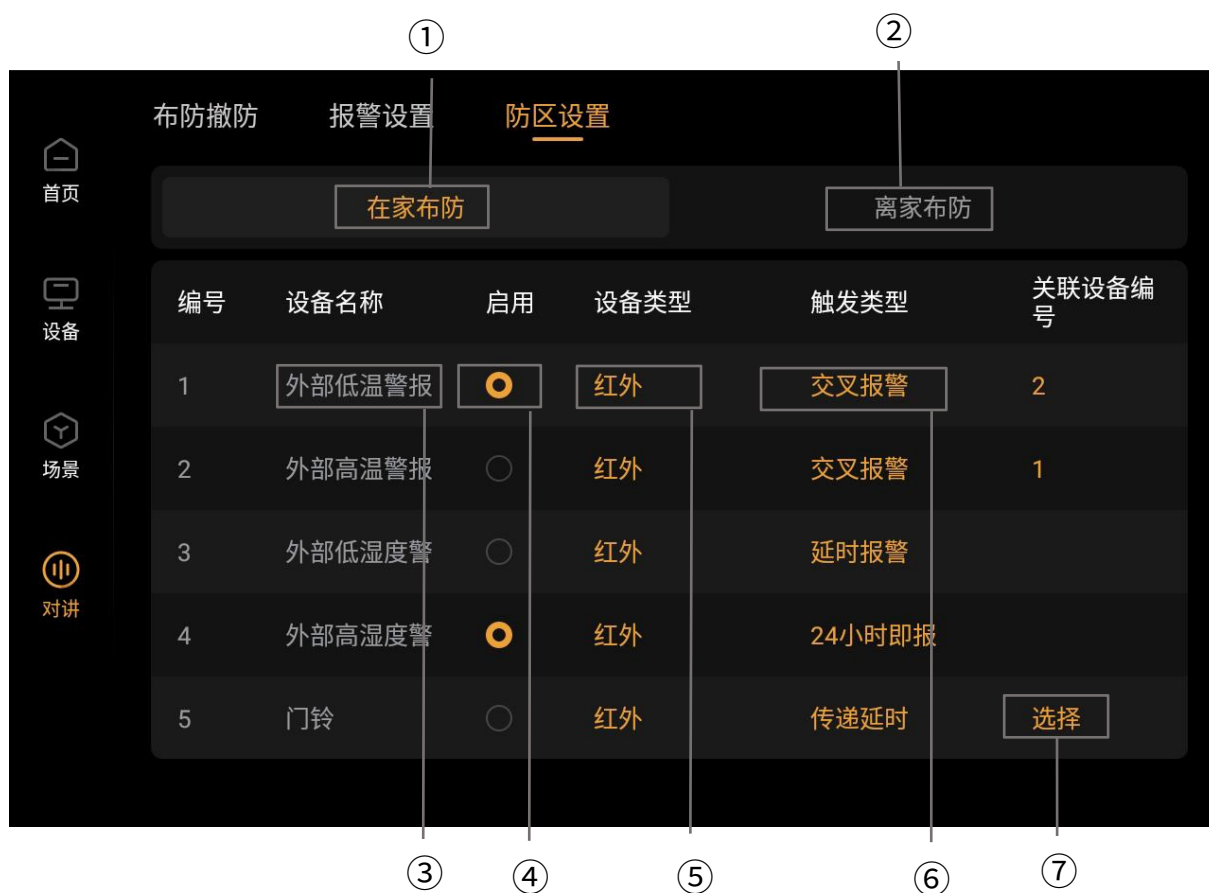 ① ②
布防撤防 报警设置 防区设置
首页
在家布防 离家布防
编号 设备名称 启用 设备类型 触发类型 关联设备编
号
设备
1 外部低温警报 红外 交叉报警 2
场景
2 外部高温警报 红外 交叉报警 1
3 外部低湿度警 红外 延时报警
对讲
4 外部高湿度警 红外 24小时即报
5 门铃 红外 传递延时 选择
③ ④ ⑤ ⑥ ⑦